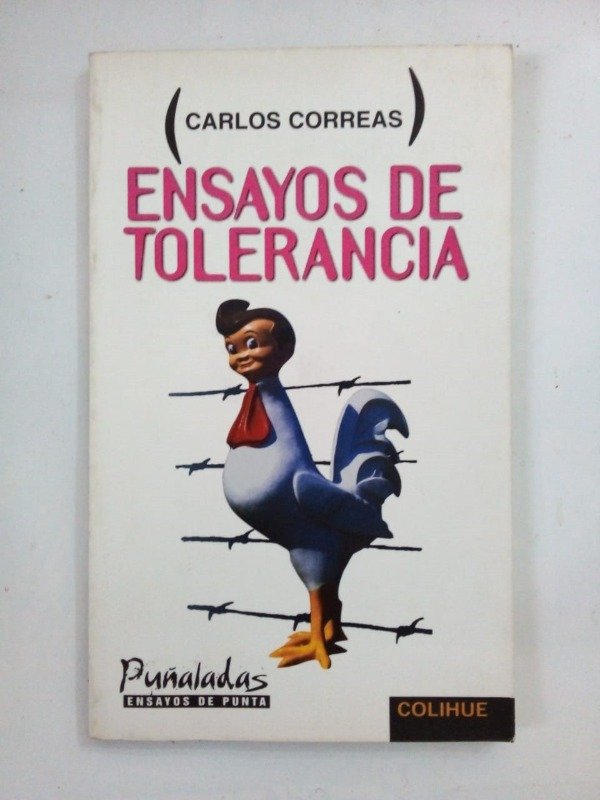 (CARLOS CORREAS)
ENSAYOS DE
TOLERANCIA
Puñaladas
ENSAYOS DE PUNTA
COLIHUE